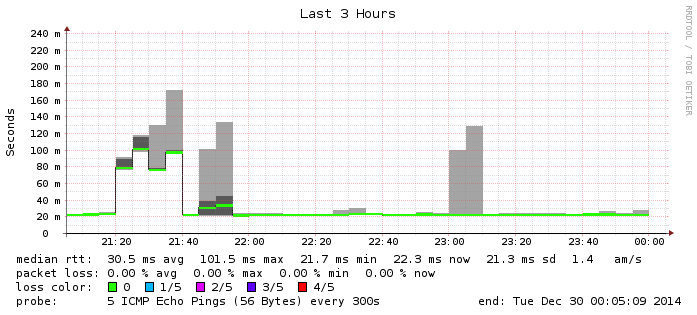 Last 3 Hours
RRDTOOL / TOBI OETIKER
Seconds
240 m
220 m
200 m
180 m
160 m
140 m
120 m
100 m
80 m
60 m
40 m
20 m
0
21:20 21:40 22:00 22:20 22:40 23:00 23:20 23:40 00:00
median rtt: 30.5 ms avg 101.5 ms max 21.7 ms min 22.3 ms now 21.3 ms sd 1.4 am/s
packet loss: 0.00 % avg 0.00 % max 0.00 % min 0.00 % now
loss color: 0 1/5 2/5 3/5 4/5
probe: 5 ICMP Echo Pings (56 Bytes) every 300s end: Tue Dec 30 00:05:09 2014